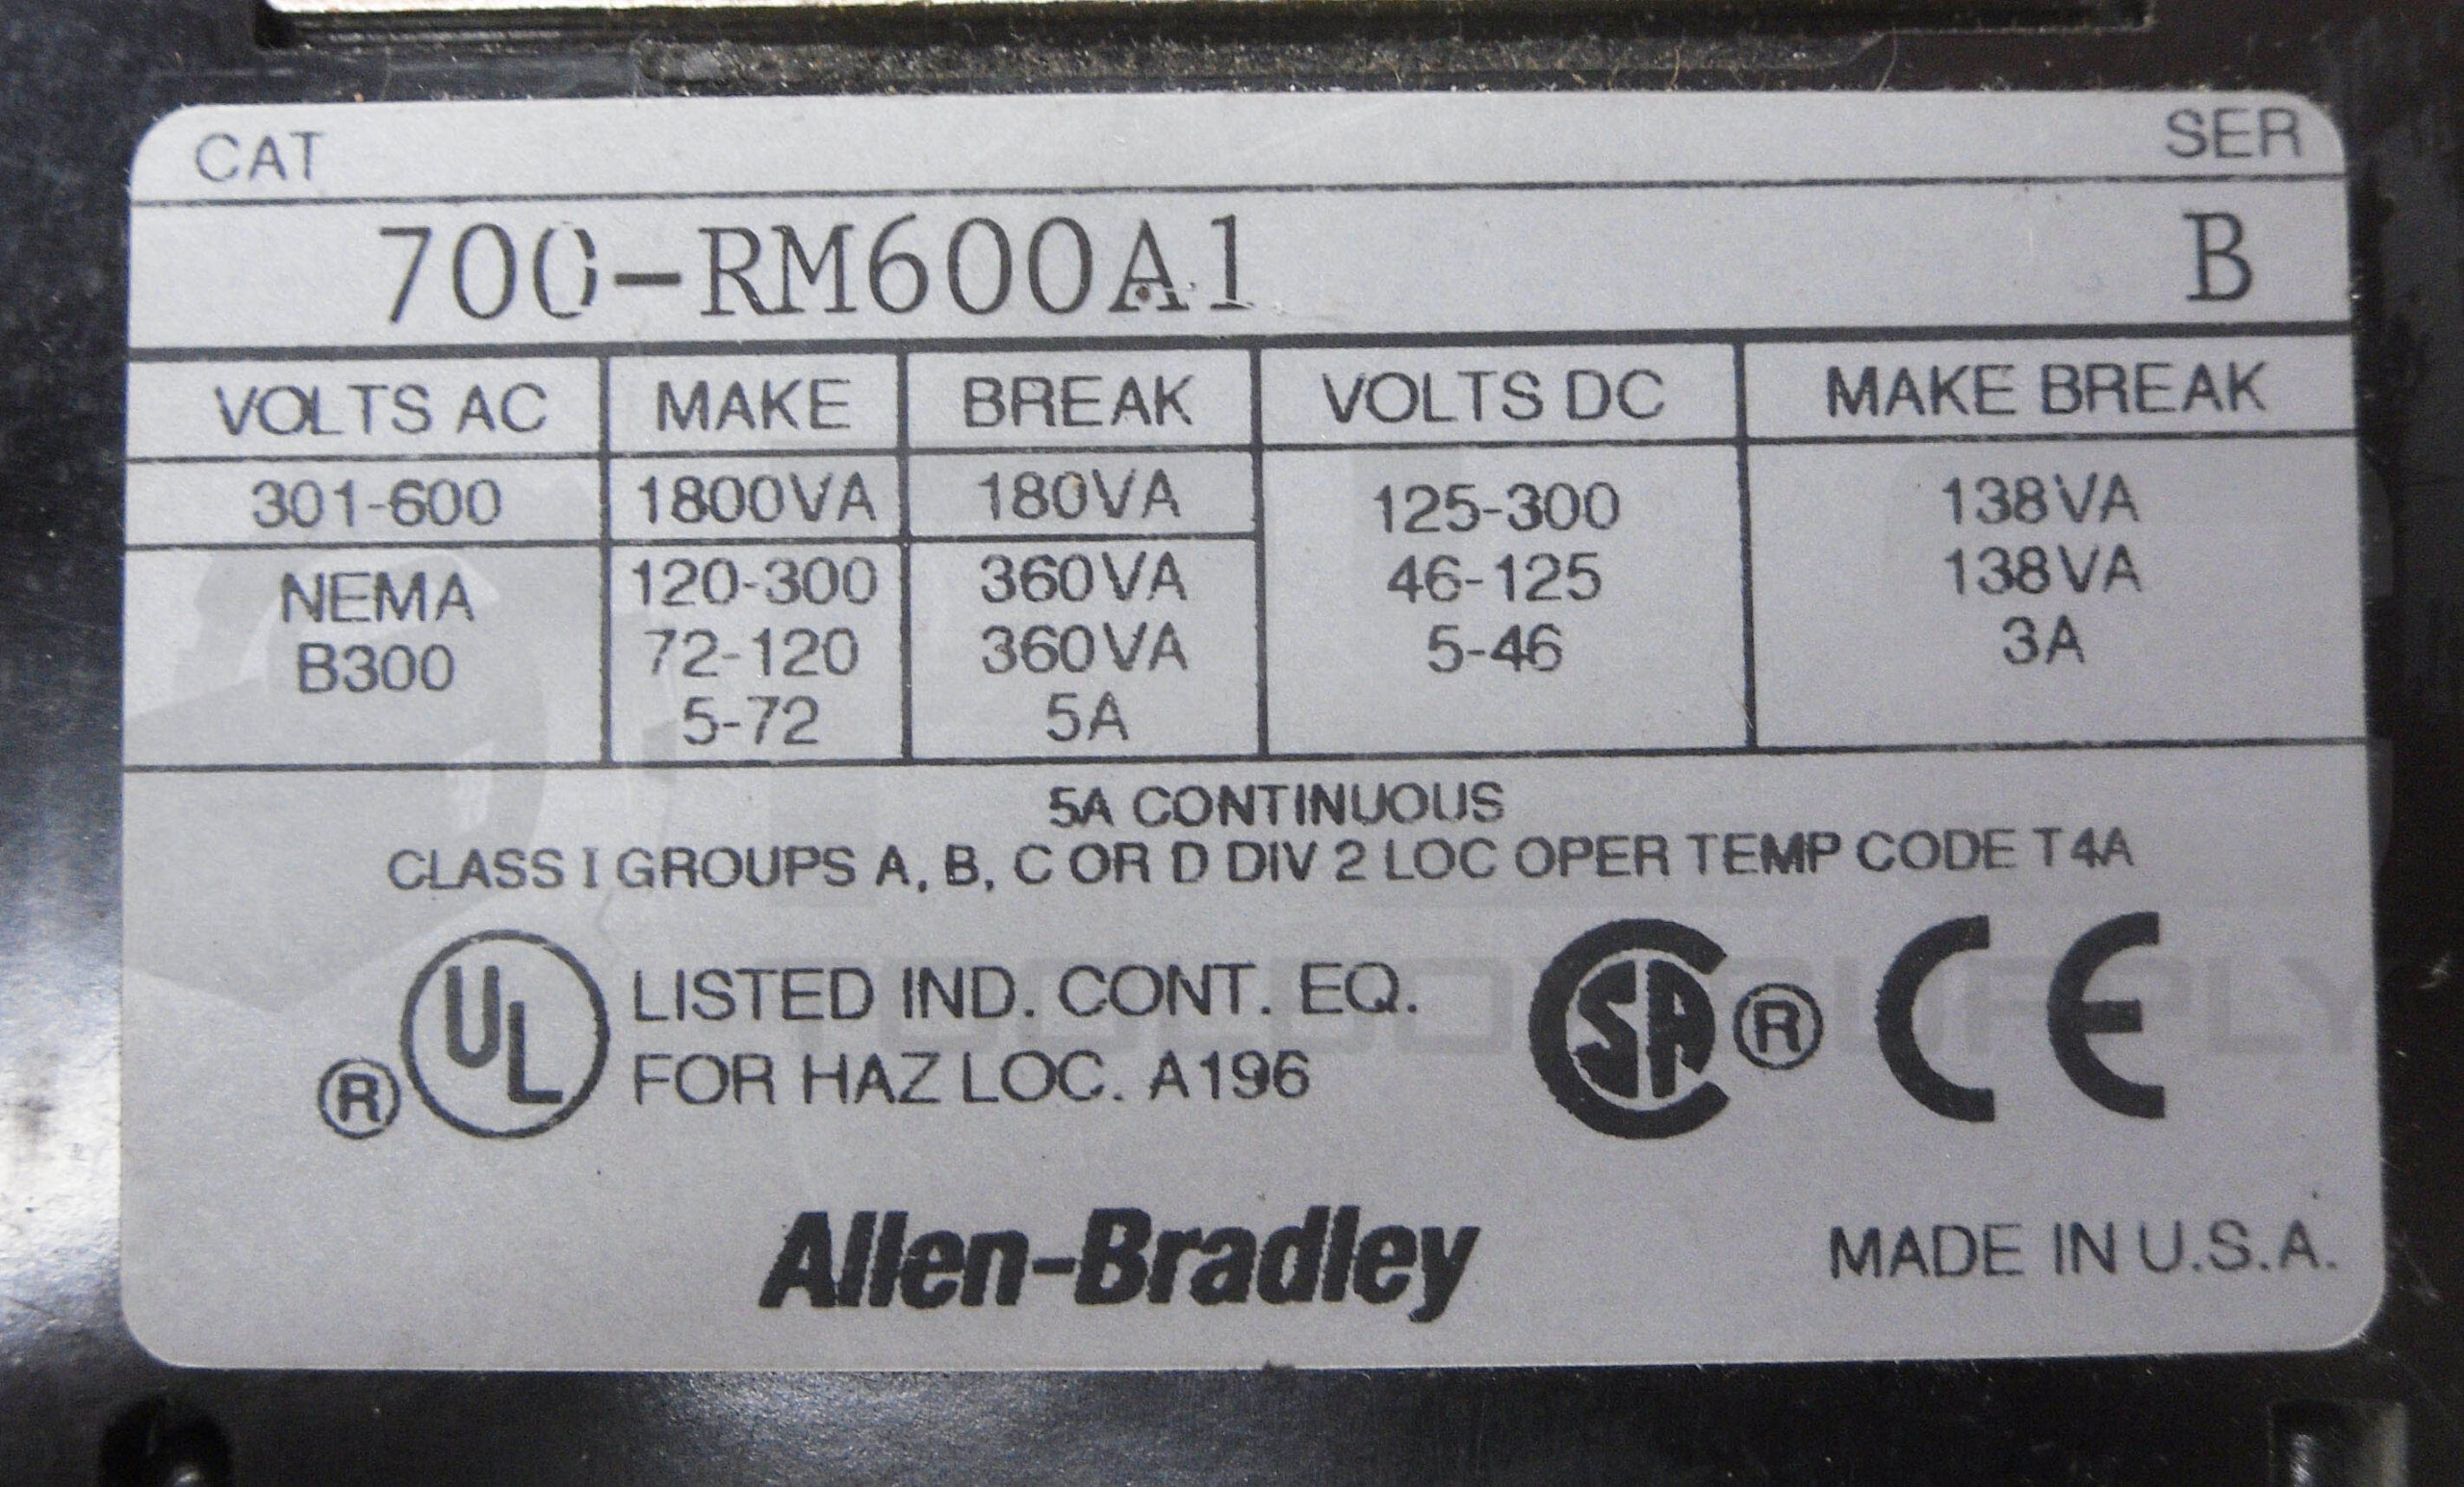 CAT SER
700-RM600A1 B
VOLTS AC MAKE BREAK VOLTS DC MAKE BREAK
301-600 1800VA 180VA 125-300 138VA
NEMA 120-300 360VA 46-125 138VA
B300 72-120 360VA 5-46 3A
5-72 5A
5A CONTINUOUS
CLASS I GROUPS A, B, C OR D DIV 2 LOC OPER TEMP CODE T4A
® UL LISTED IND. CONT. EQ. CSA ® CE
FOR HAZ LOC. A196
Allen-Bradley MADE IN U.S.A.